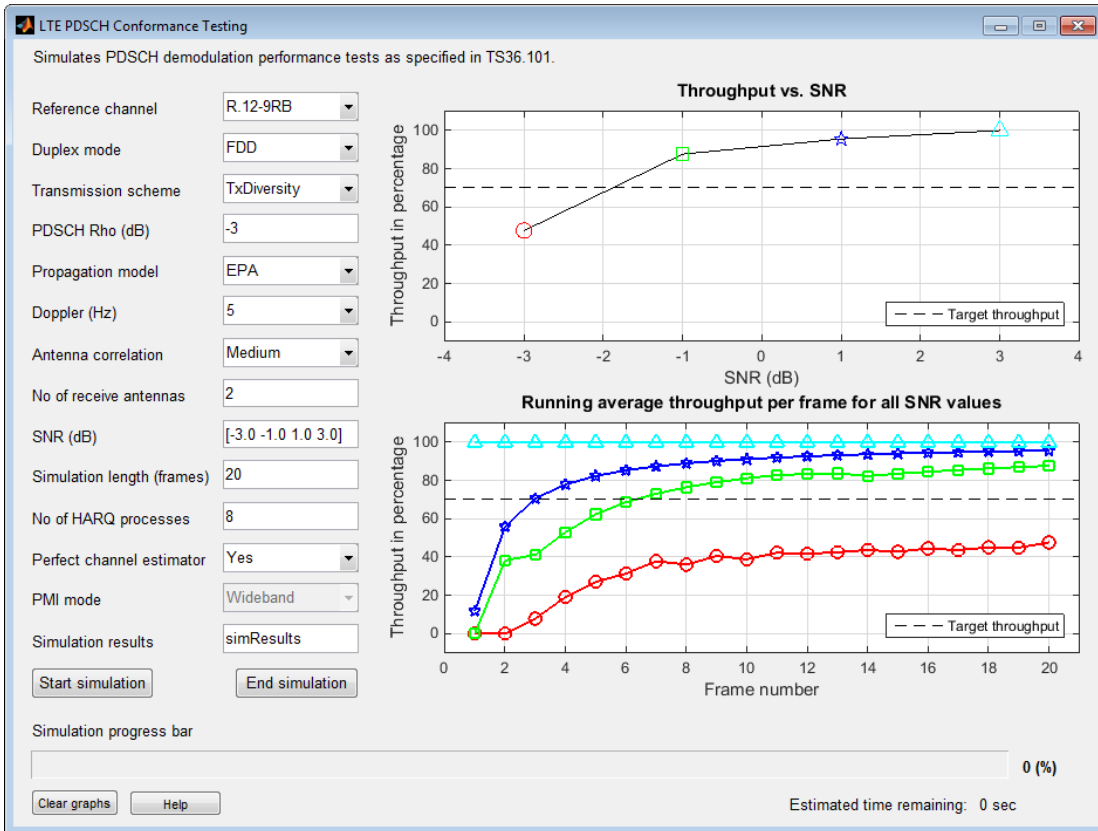 LTE PDSCH Conformance Testing
Simulates PDSCH demodulation performance tests as specified in TS36.101.
Reference channel R.12-9RB
Duplex mode FDD
Transmission scheme TxDiversity
PDSCH Rho (dB) -3
Propagation model EPA
Doppler (Hz) 5
Antenna correlation Medium
No of receive antennas 2
SNR (dB) [-3.0 -1.0 1.0 3.0]
Simulation length (frames) 20
No of HARQ processes 8
Perfect channel estimator Yes
PMI mode Wideband
Simulation results simResults
Start simulation End simulation
Throughput vs. SNR
Throughput in percentage
100
80
60
40
20
0
Target throughput
-4 -3 -2 -1 0 1 2 3 4
SNR (dB)
Running average throughput per frame for all SNR values
Throughput in percentage
100
80
60
40
20
0
Target throughput
0 2 4 6 8 10 12 14 16 18 20
Frame number
Simulation progress bar
0 (%)
Clear graphs Help
Estimated time remaining: 0 sec